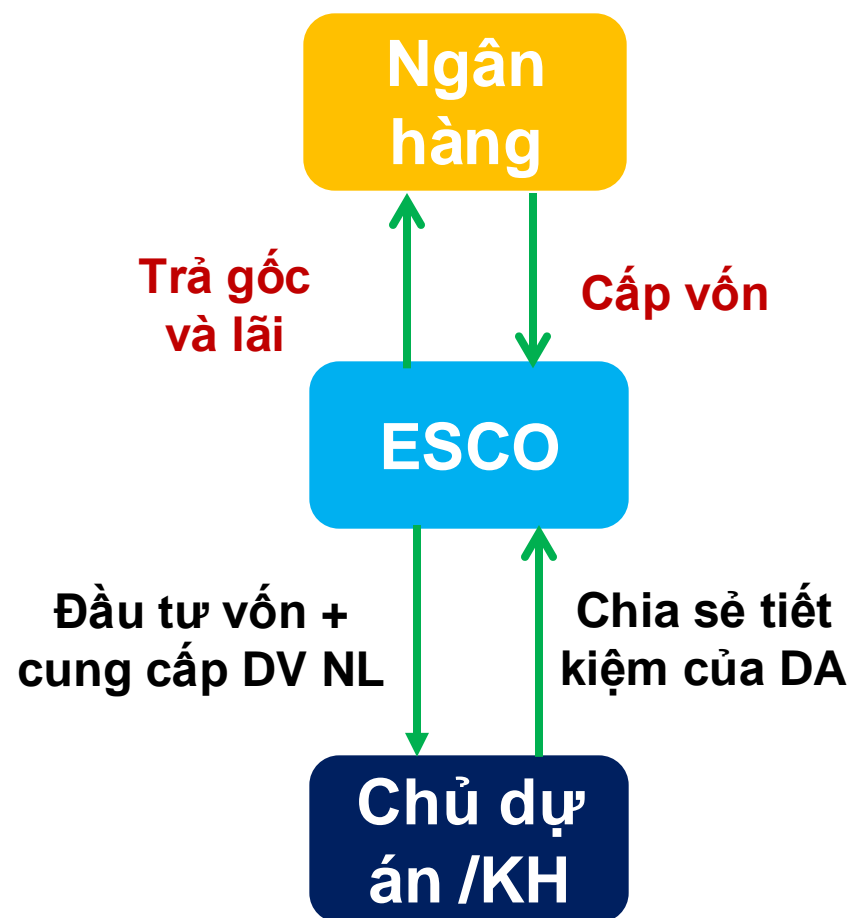 Ngân
hàng
Trả gốc
và lãi
Cấp vốn
ESCO
Đầu tư vốn +
cung cấp DV NL
Chia sẻ tiết
kiệm của DA
Chủ dự
án /KH